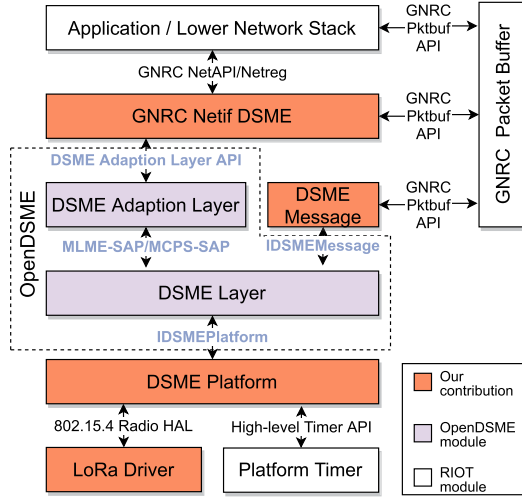 Application / Lower Network Stack
GNRC
Pktbuf
API
GNRC NetAPI/Netreg
GNRC Netif DSME
GNRC
Pktbuf
API
GNRC Packet Buffer
DSME Adaption Layer API
OpenDSME
DSME Adaption Layer
DSME
Message
GNRC
Pktbuf
API
MLME-SAP/MCPS-SAP
IDSMEMessage
DSME Layer
IDSMEPlatform
DSME Platform
802.15.4 Radio HAL
High-level Timer API
LoRa Driver
Platform Timer
Our
contribution
OpenDSME
module
RIOT
module